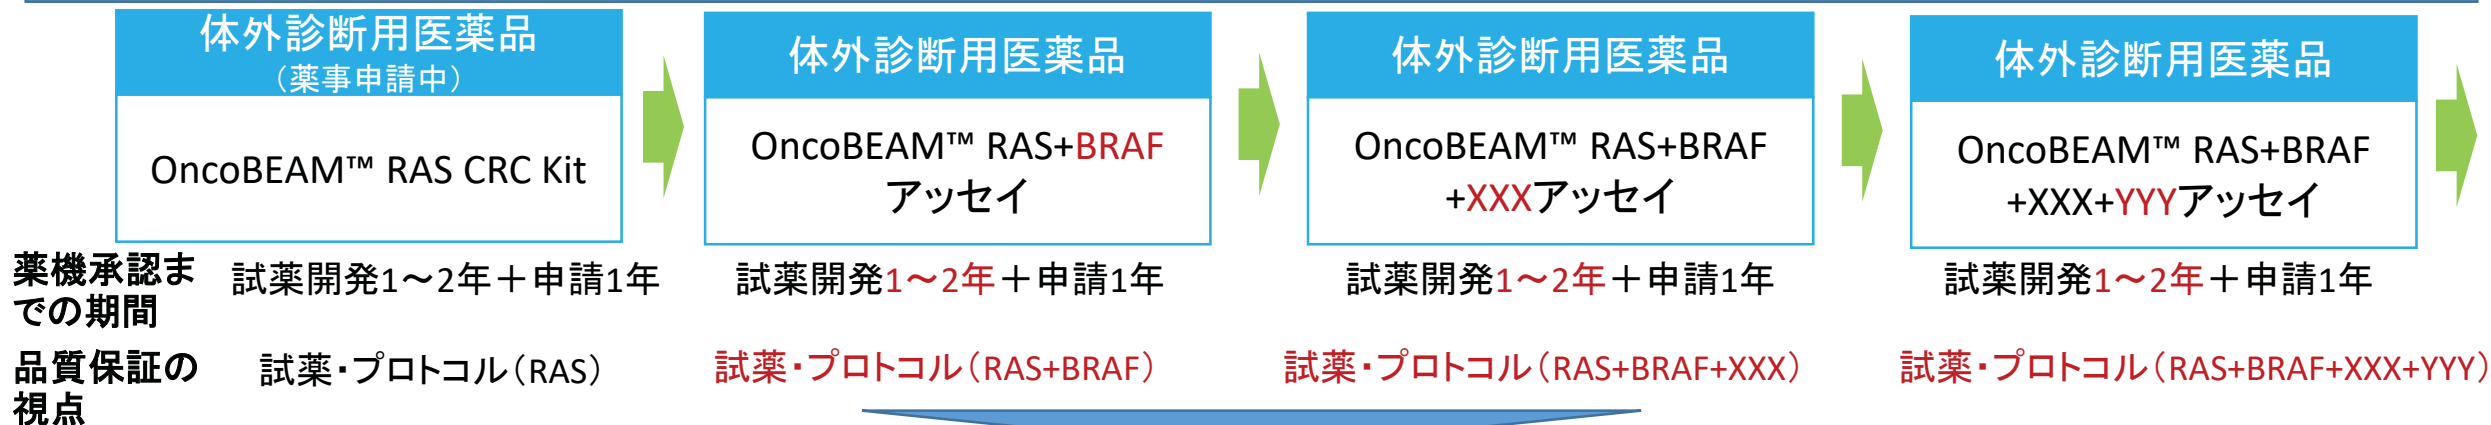 体外診断用医薬品
（薬事申請中）
OncoBEAM™ RAS CRC Kit
体外診断用医薬品
OncoBEAM™ RAS+BRAF
アッセイ
体外診断用医薬品
OncoBEAM™ RAS+BRAF
+XXXアッセイ
体外診断用医薬品
OncoBEAM™ RAS+BRAF
+XXX+YYYアッセイ
薬機承認ま
での期間
試薬開発1～2年＋申請1年
試薬開発1～2年＋申請1年
試薬開発1～2年＋申請1年
試薬開発1～2年＋申請1年
品質保証の
視点
試薬・プロトコル（RAS）
試薬・プロトコル（RAS+BRAF）
試薬・プロトコル（RAS+BRAF+XXX）
試薬・プロトコル（RAS+BRAF+XXX+YYY）